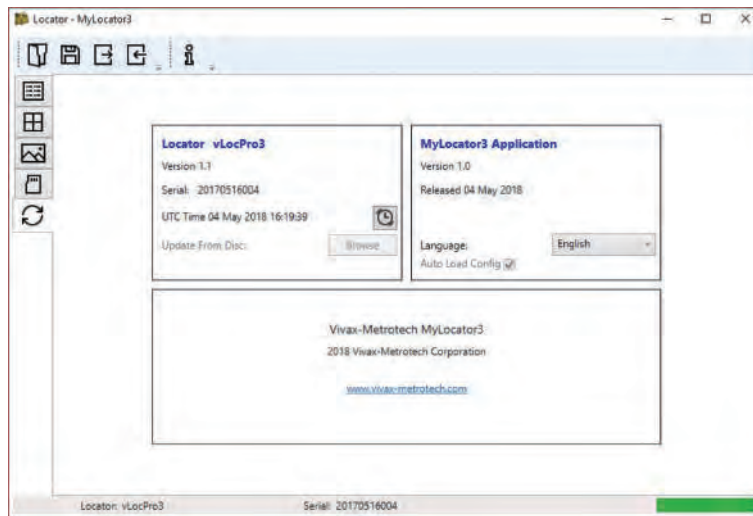 Locator - MyLocator3
Locator vLocPro3
Version 1.1
Serial: 20170516004
UTC Time 04 May 2018 16:19:39
Update From Disc:
Browse
MyLocator3 Application
Version 1.0
Released 04 May 2018
Language:
English
Auto Load Config
Vivax-Metrotech MyLocator3
2018 Vivax-Metrotech Corporation
www.vivax-metrotech.com
Locator: vLocPro3
Serial: 20170516004